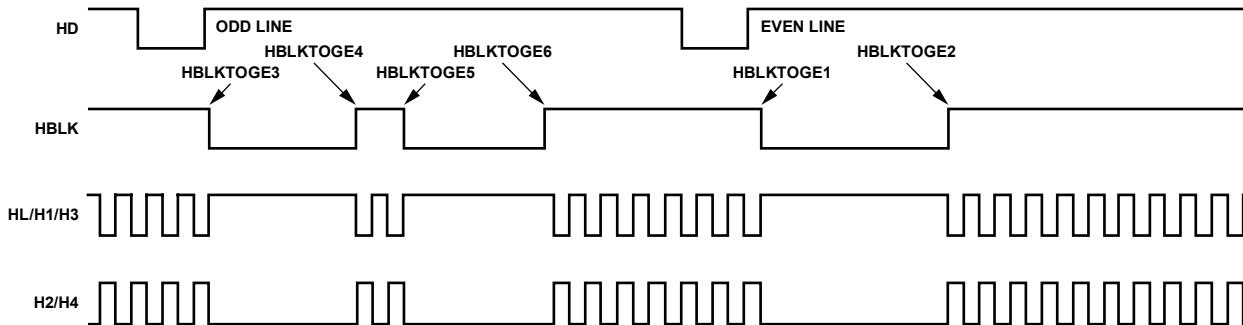 HD
ODD LINE
EVEN LINE
HBLKTOGE4
HBLKTOGE6
HBLKTOGE2
HBLKTOGE3
HBLKTOGE5
HBLKTOGE1
HBLK
HL/H1/H3
H2/H4